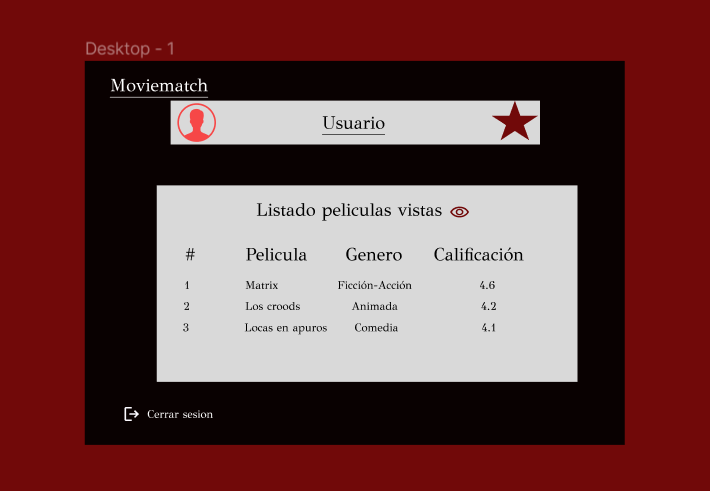 Desktop - 1
Moviematch
Usuario
Listado peliculas vistas
# Pelicula Genero Calificación
1 Matrix Ficción-Acción 4.6
2 Los croods Animada 4.2
3 Locas en apuros Comedia 4.1
Cerrar sesion